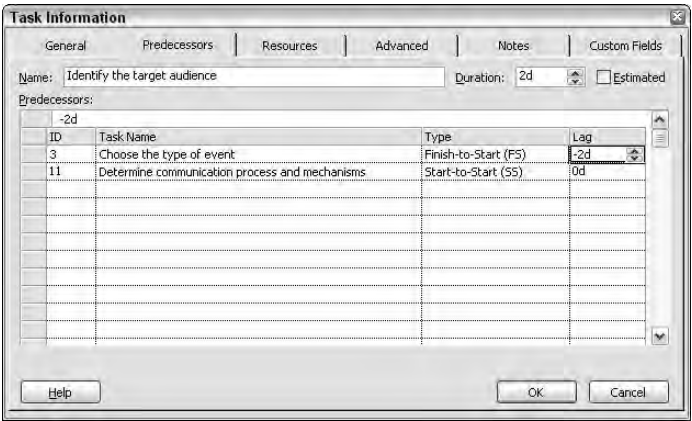 Task Information
General Predecessors Resources Advanced Notes Custom Fields
Name: Identify the target audience Duration: 2d Estimated
Predecessors:
-2d
ID Task Name Type Lag
3 Choose the type of event Finish-to-Start (FS) -2d
11 Determine communication process and mechanisms Start-to-Start (SS) 0d
Help OK Cancel